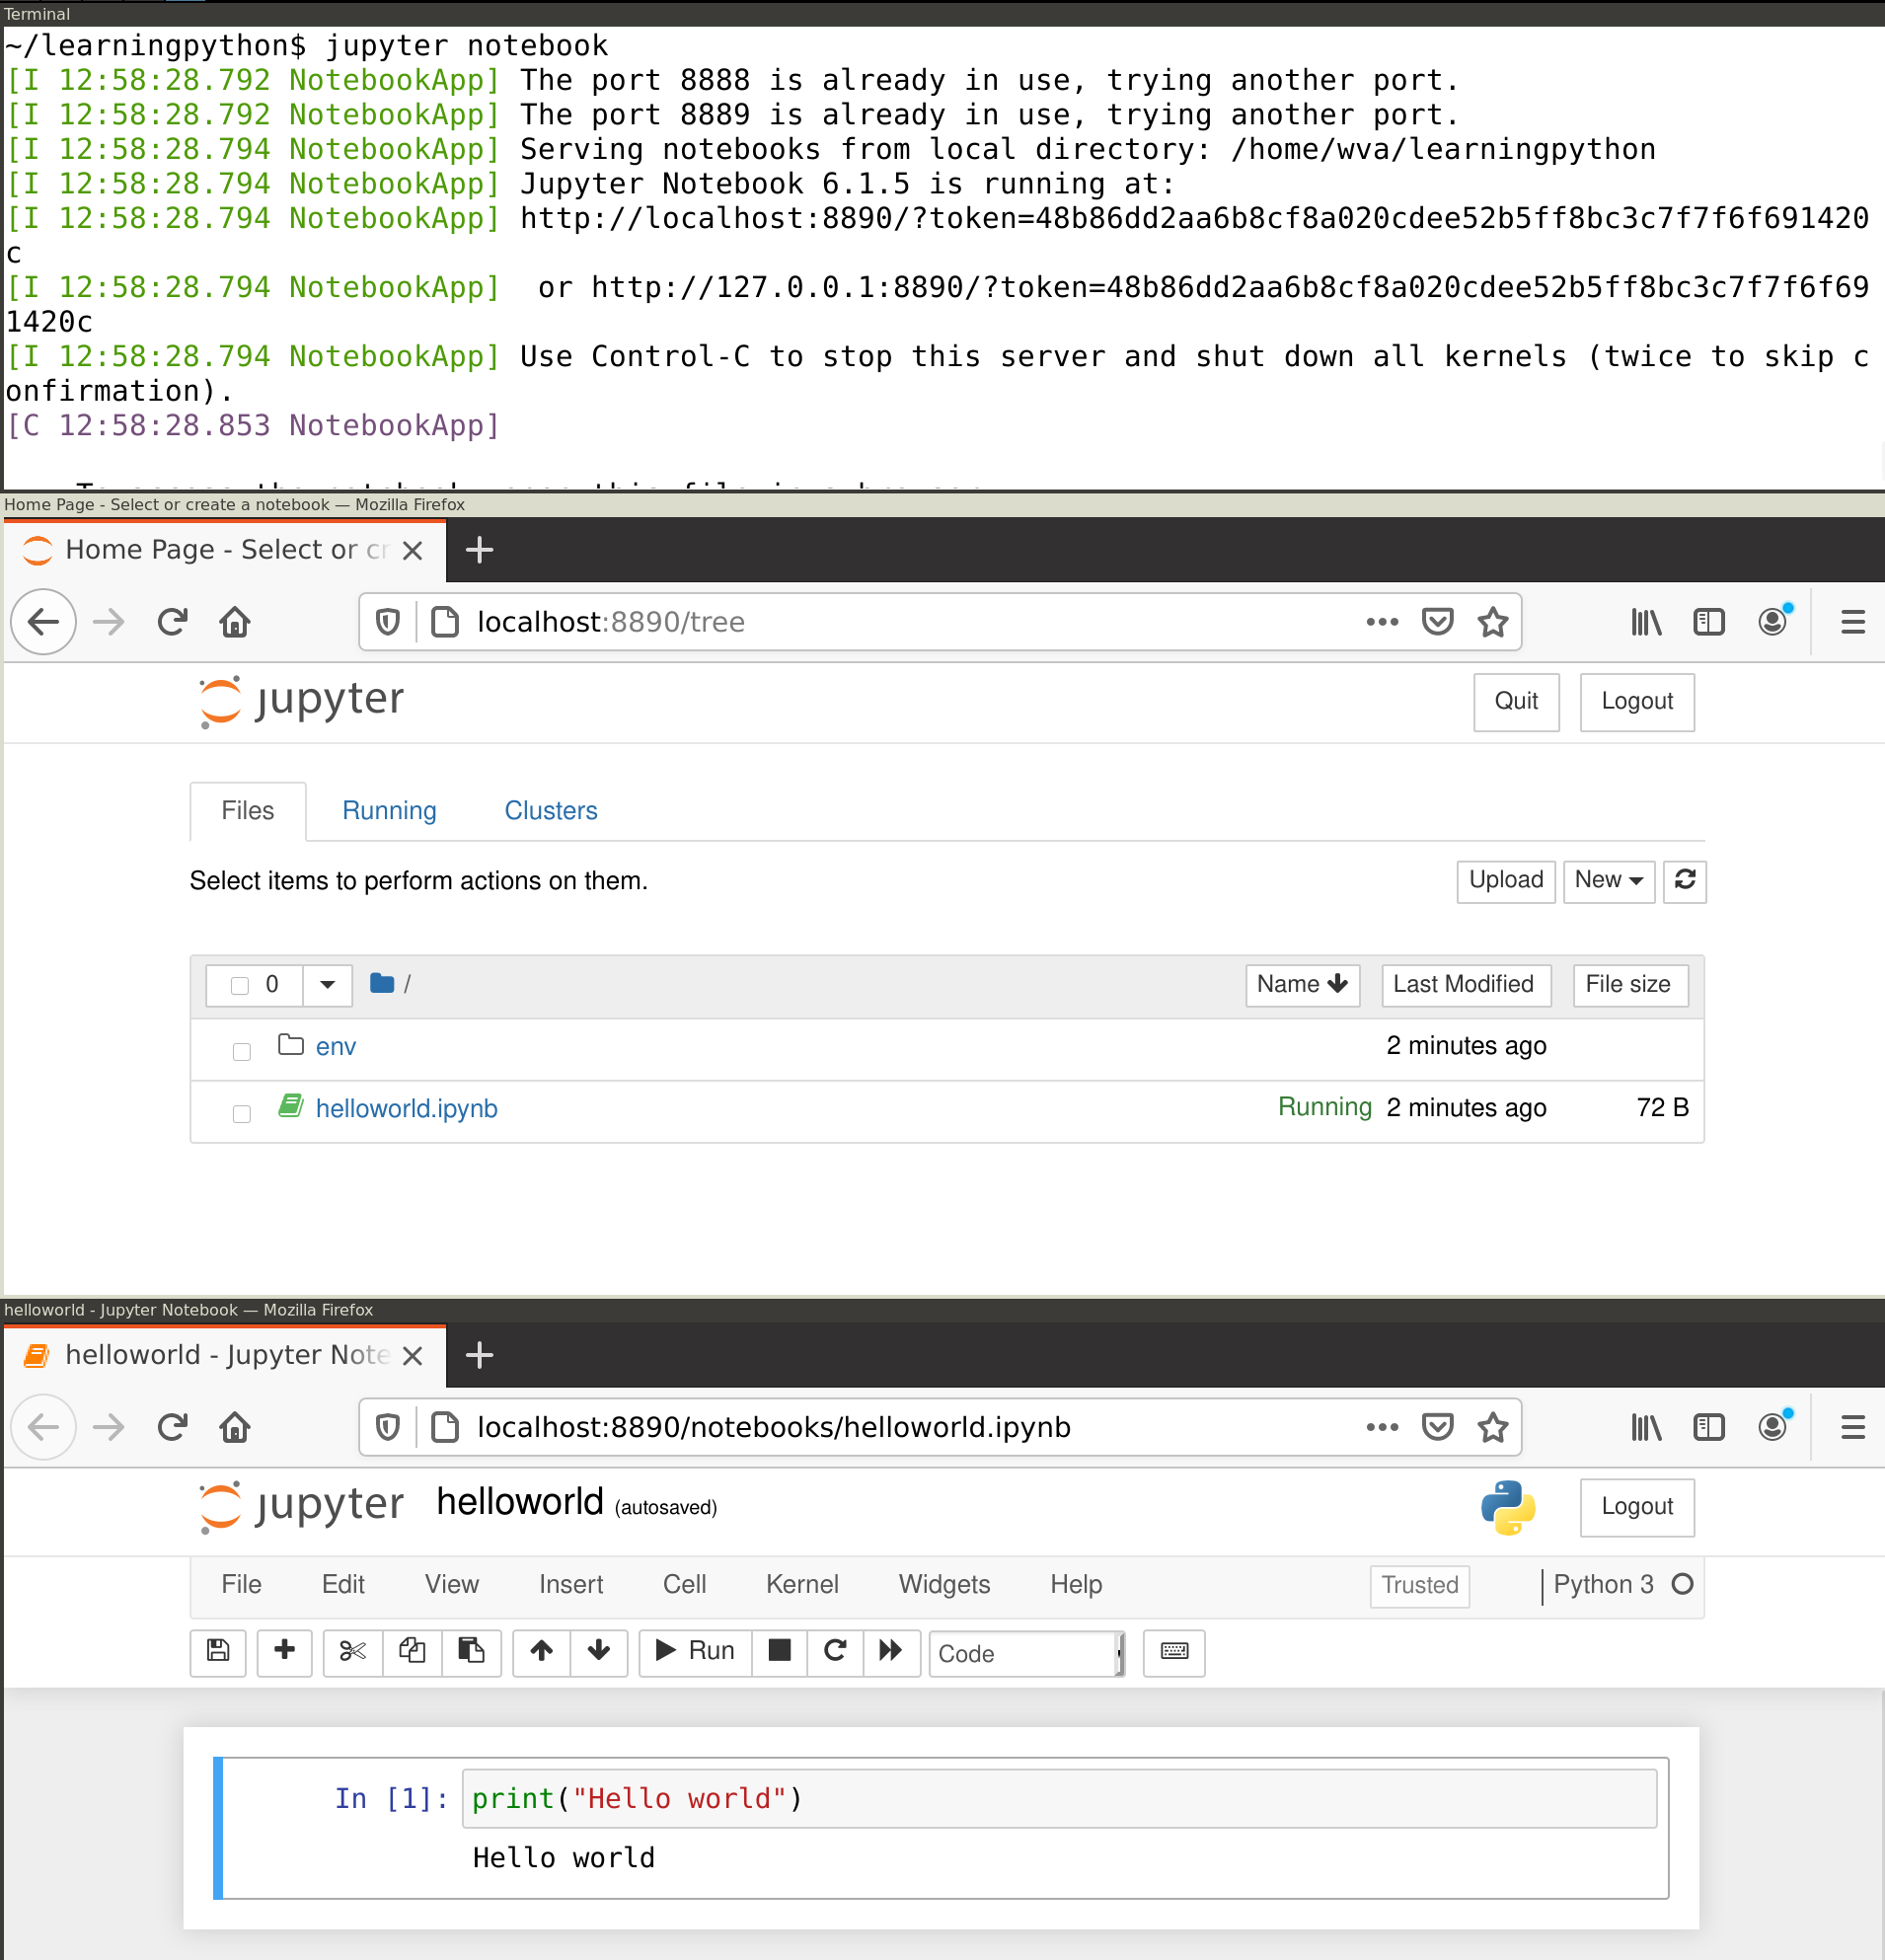 Terminal
~/learningpython$ jupyter notebook
[I 12:58:28.792 NotebookApp] The port 8888 is already in use, trying another port.
[I 12:58:28.792 NotebookApp] The port 8889 is already in use, trying another port.
[I 12:58:28.794 NotebookApp] Serving notebooks from local directory: /home/wva/learningpython
[I 12:58:28.794 NotebookApp] Jupyter Notebook 6.1.5 is running at:
[I 12:58:28.794 NotebookApp] http://localhost:8890/?token=48b86dd2aa6b8cf8a020cdee52b5ff8bc3c7f7f6f691420
c
[I 12:58:28.794 NotebookApp]  or http://127.0.0.1:8890/?token=48b86dd2aa6b8cf8a020cdee52b5ff8bc3c7f7f6f69
1420c
[I 12:58:28.794 NotebookApp] Use Control-C to stop this server and shut down all kernels (twice to skip c
onfirmation).
[C 12:58:28.853 NotebookApp]
Home Page - Select or create a notebook — Mozilla Firefox
Home Page - Select or cr
localhost:8890/tree
jupyter Quit Logout
Files Running Clusters
Select items to perform actions on them. Upload New
0 / Name Last Modified File size
env 2 minutes ago
helloworld.ipynb Running 2 minutes ago 72 B
helloworld - Jupyter Notebook — Mozilla Firefox
helloworld - Jupyter Note
localhost:8890/notebooks/helloworld.ipynb
jupyter helloworld (autosaved) Logout
File Edit View Insert Cell Kernel Widgets Help Trusted Python 3
Run Code
In [1]: print("Hello world")
Hello world